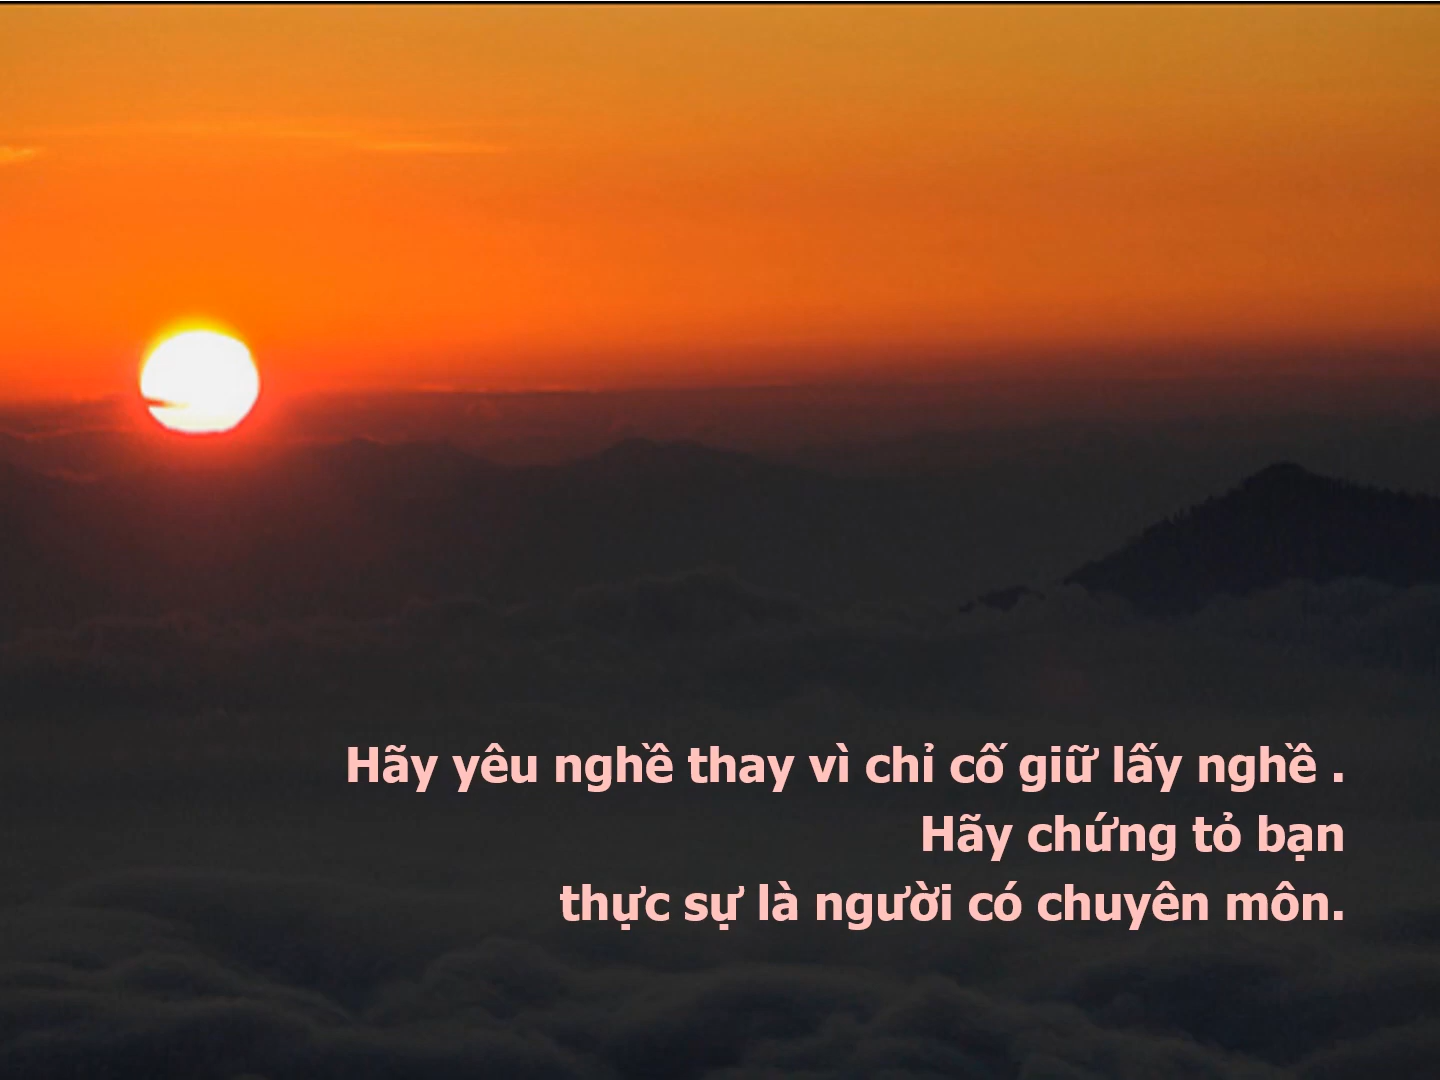 Hãy yêu nghề thay vì chỉ cố giữ lấy nghề .
Hãy chứng tỏ bạn
thực sự là người có chuyên môn.